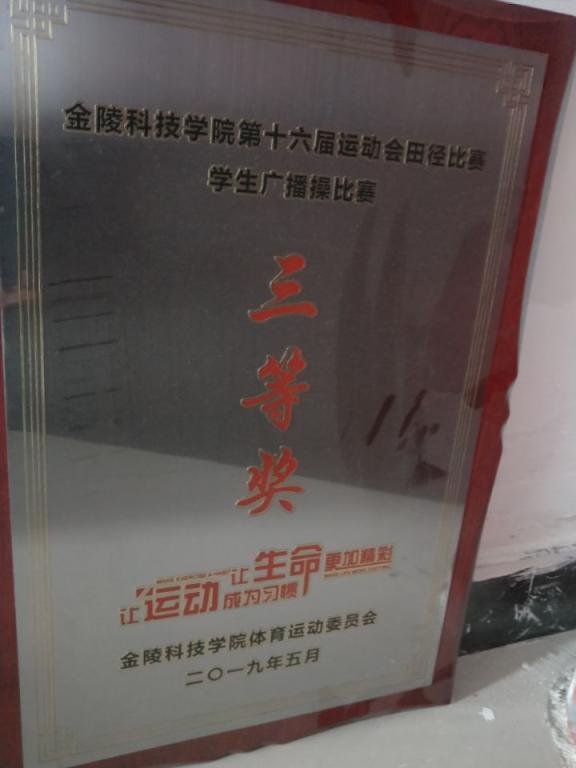 金陵科技学院第十六届运动会田径比赛
学生广播操比赛
三等奖
让运动成为习惯
MAKE EXERCISE A HABIT
让生命更加精彩
金陵科技学院体育运动委员会
二〇一九年五月